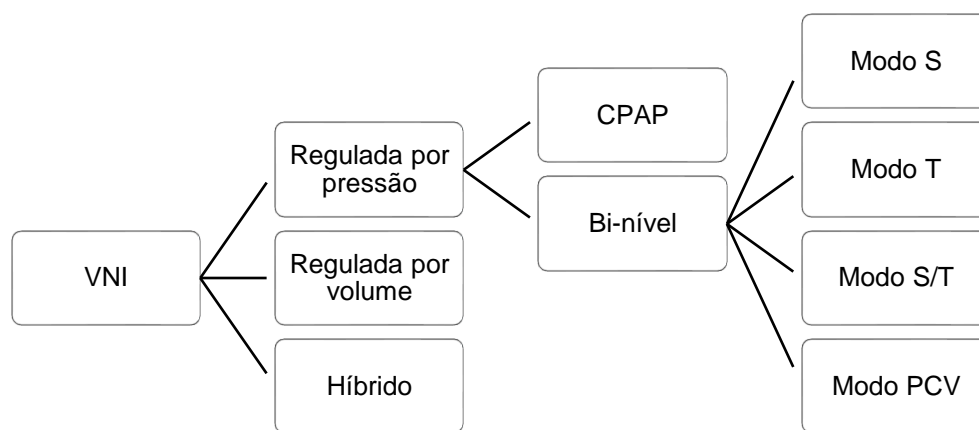 VNI
Regulada por
pressão
Regulada por
volume
Híbrido
CPAP
Bi-nível
Modo S
Modo T
Modo S/T
Modo PCV